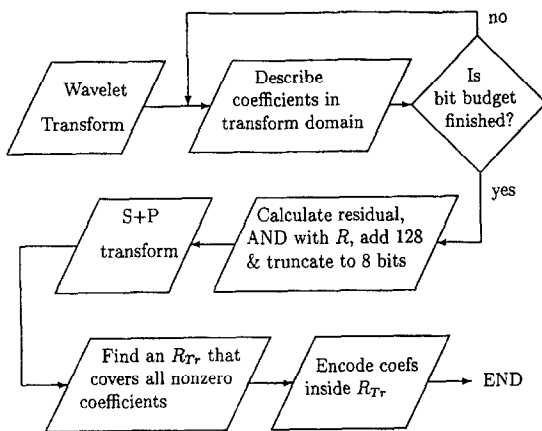 no
Wavelet
Transform
Describe
coefficients in
transform domain
Is
bit budget
finished?
yes
S+P
transform
Calculate residual,
AND with R, add 128
& truncate to 8 bits
Find an R_{Tr} that
covers all nonzero
coefficients
Encode coefs
inside R_{Tr}
END